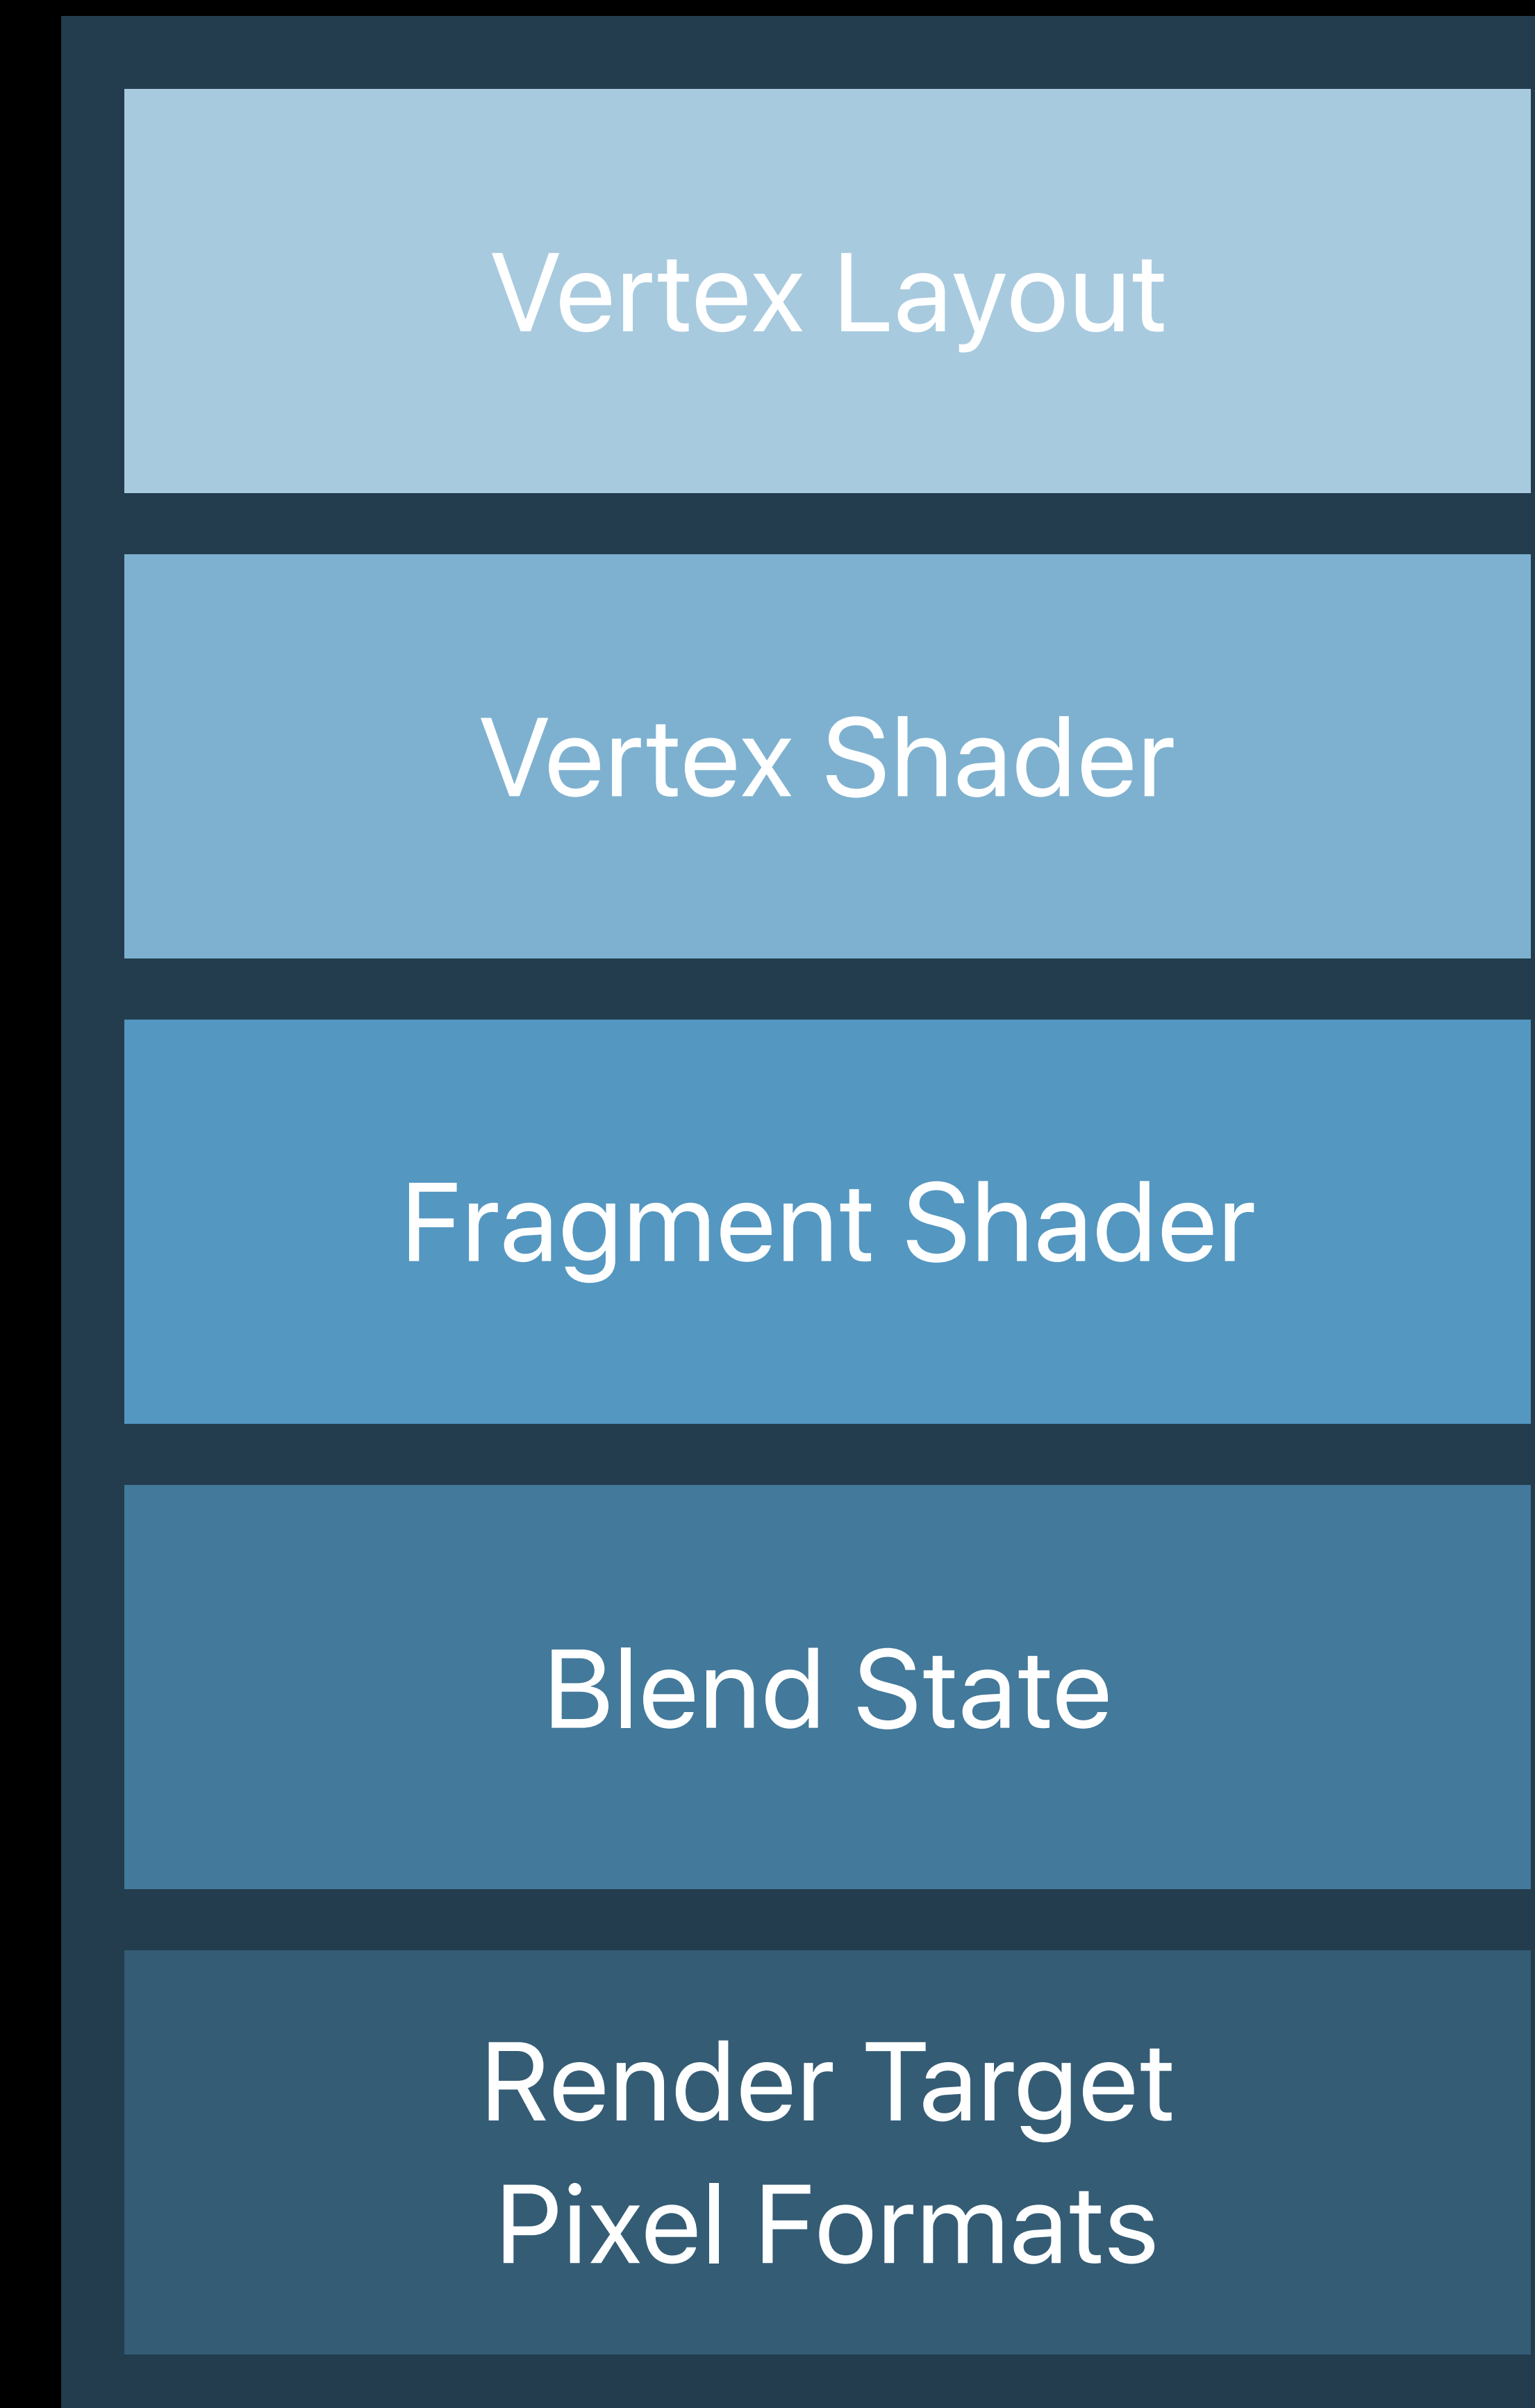 Vertex Layout
Vertex Shader
Fragment Shader
Blend State
Render Target
Pixel Formats